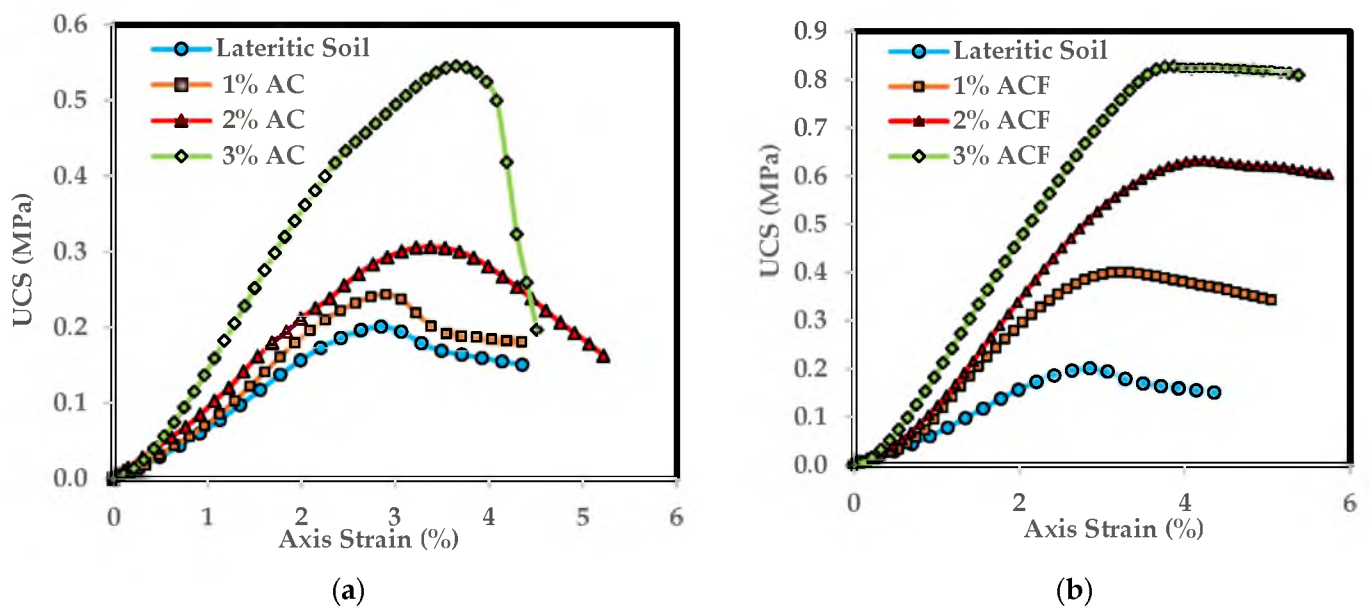 0.6
0.5
0.4
0.3
0.2
0.1
0.0
UCS (MPa)
Lateritic Soil
1% AC
2% AC
3% AC
0 1 2 3 4 5 6
Axis Strain (%)
(a)
0.9
0.8
0.7
0.6
0.5
0.4
0.3
0.2
0.1
0.0
UCS (MPa)
Lateritic Soil
1% ACF
2% ACF
3% ACF
0 2 4 6
Axis Strain (%)
(b)